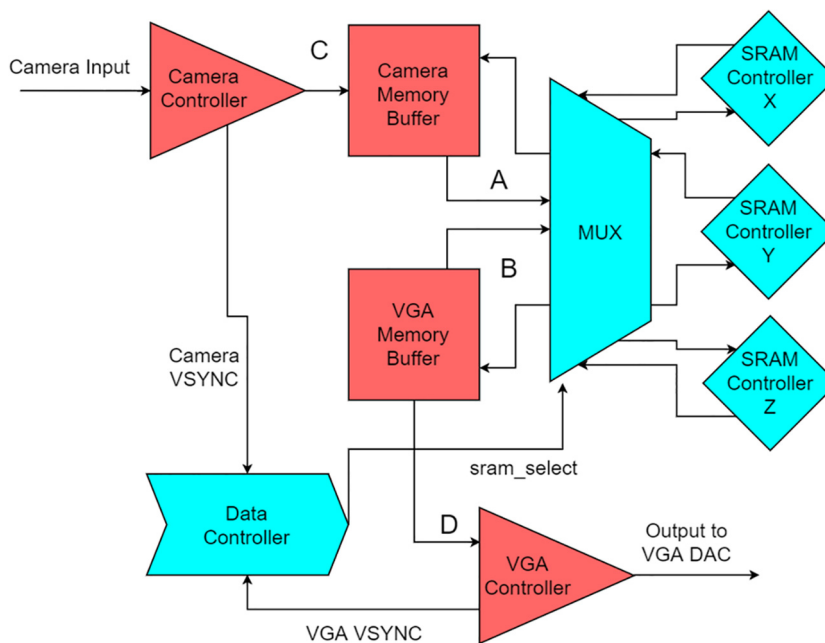 Camera Input
Camera
Controller
C
Camera
Memory
Buffer
SRAM
Controller
X
A
MUX
SRAM
Controller
Y
B
VGA
Memory
Buffer
SRAM
Controller
Z
Camera
VSYNC
sram_select
Data
Controller
D
VGA
Controller
Output to
VGA DAC
VGA VSYNC